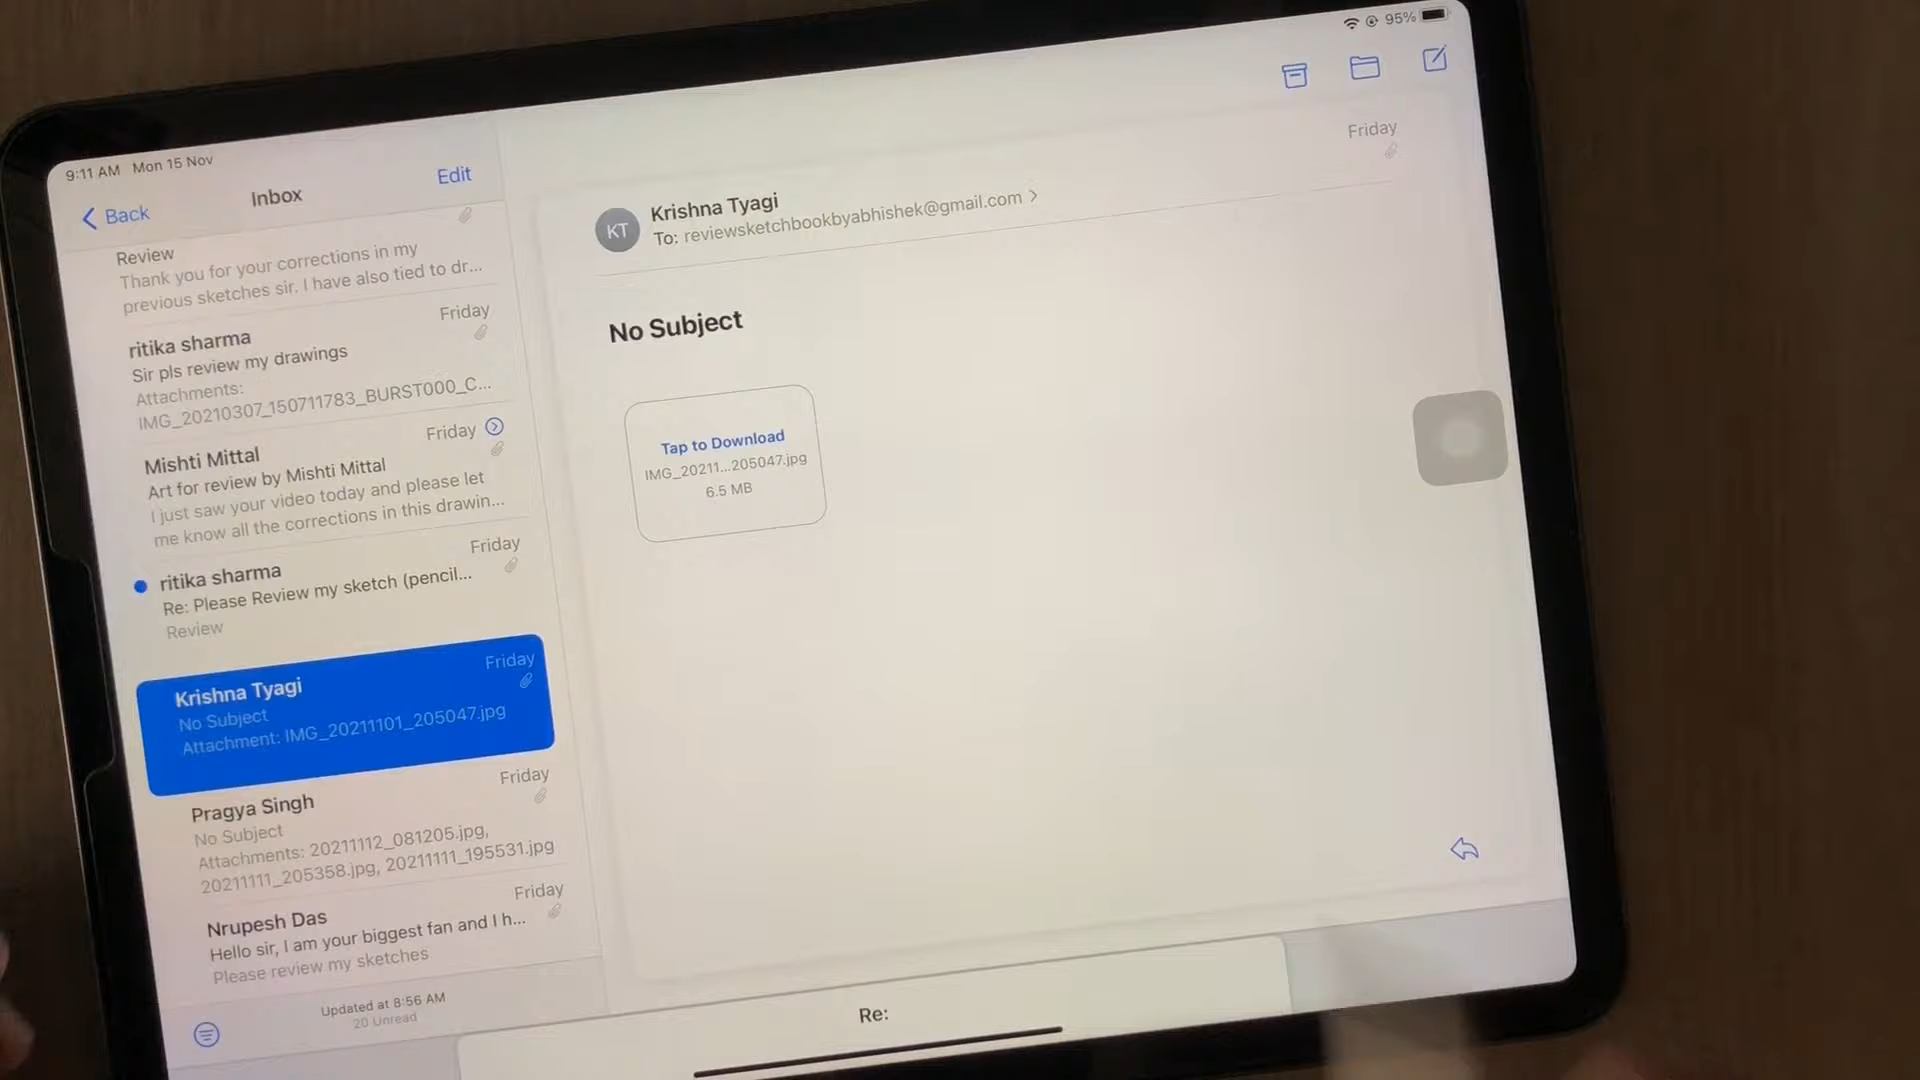 9:11 AM Mon 15 Nov
95%
Back
Inbox
Edit
Review
Thank you for your corrections in my
previous sketches sir. I have also tied to dr...
ritika sharma
Friday
Sir pls review my drawings
Attachments:
IMG_20210307_150711783_BURST000_C...
Mishti Mittal
Friday
Art for review by Mishti Mittal
I just saw your video today and please let
me know all the corrections in this drawin...
ritika sharma
Friday
Re: Please Review my sketch (pencil...
Review
Krishna Tyagi
Friday
No Subject
Attachment: IMG_20211101_205047.jpg
Pragya Singh
Friday
No Subject
Attachments: 20211112_081205.jpg,
20211111_205358.jpg, 20211111_195531.jpg
Nrupesh Das
Friday
Hello sir, I am your biggest fan and I h...
Please review my sketches
Updated at 8:56 AM
20 Unread
Friday
KT
Krishna Tyagi
To: reviewsketchbookbyabhishek@gmail.com >
No Subject
Tap to Download
IMG_20211...205047.jpg
6.5 MB
Re: